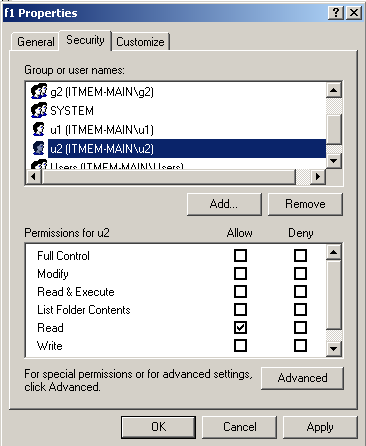 f1 Properties
General Security Customize
Group or user names:
g2 (ITMEM-MAIN\g2)
SYSTEM
u1 (ITMEM-MAIN\u1)
u2 (ITMEM-MAIN\u2)
Users (ITMEM-MAIN\Users)
Add... Remove
Permissions for u2 Allow Deny
Full Control
Modify
Read & Execute
List Folder Contents
Read
Write
For special permissions or for advanced settings,
click Advanced.
Advanced
OK Cancel Apply